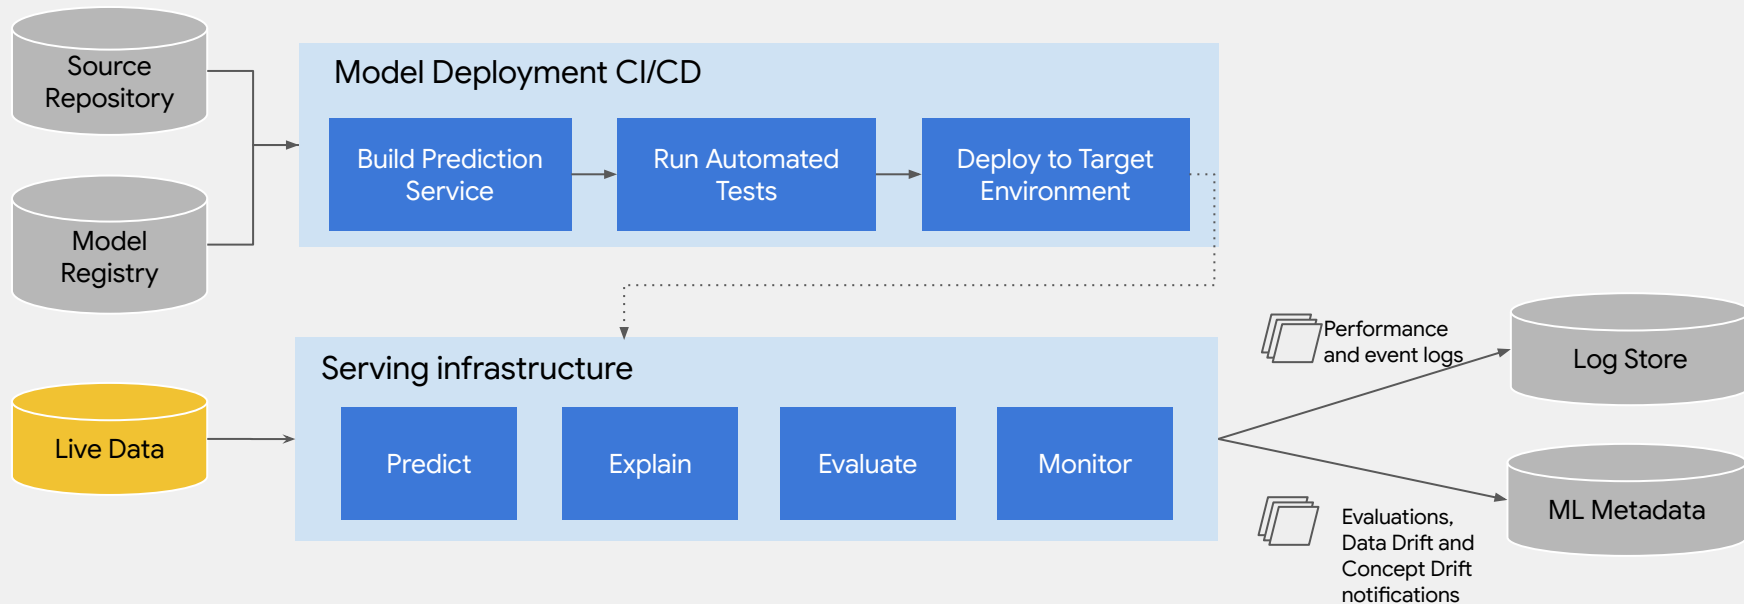 Source
Repository
Model Deployment CI/CD
Build Prediction
Service
Run Automated
Tests
Deploy to Target
Environment
Model
Registry
Serving infrastructure
Live Data
Predict
Explain
Evaluate
Monitor
Performance
and event logs
Log Store
ML Metadata
Evaluations,
Data Drift and
Concept Drift
notifications